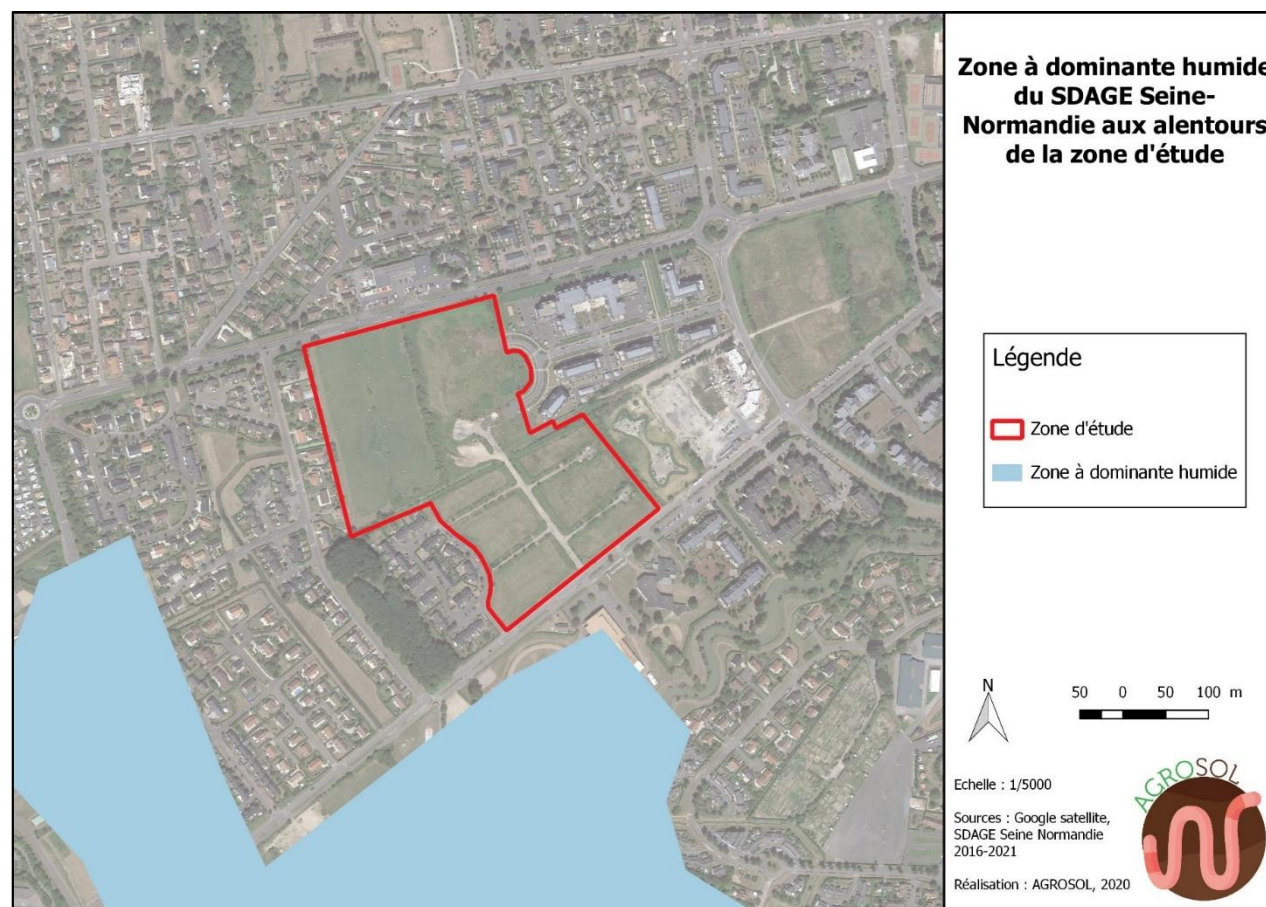 Zone à dominante humide
du SDAGE Seine-
Normandie aux alentours
de la zone d'étude
Légende
Zone d'étude
Zone à dominante humide
N
50 0 50 100 m
Echelle : 1/5000
Sources : Google satellite,
SDAGE Seine Normandie
2016-2021
Réalisation : AGROSOL, 2020
AGROSOL